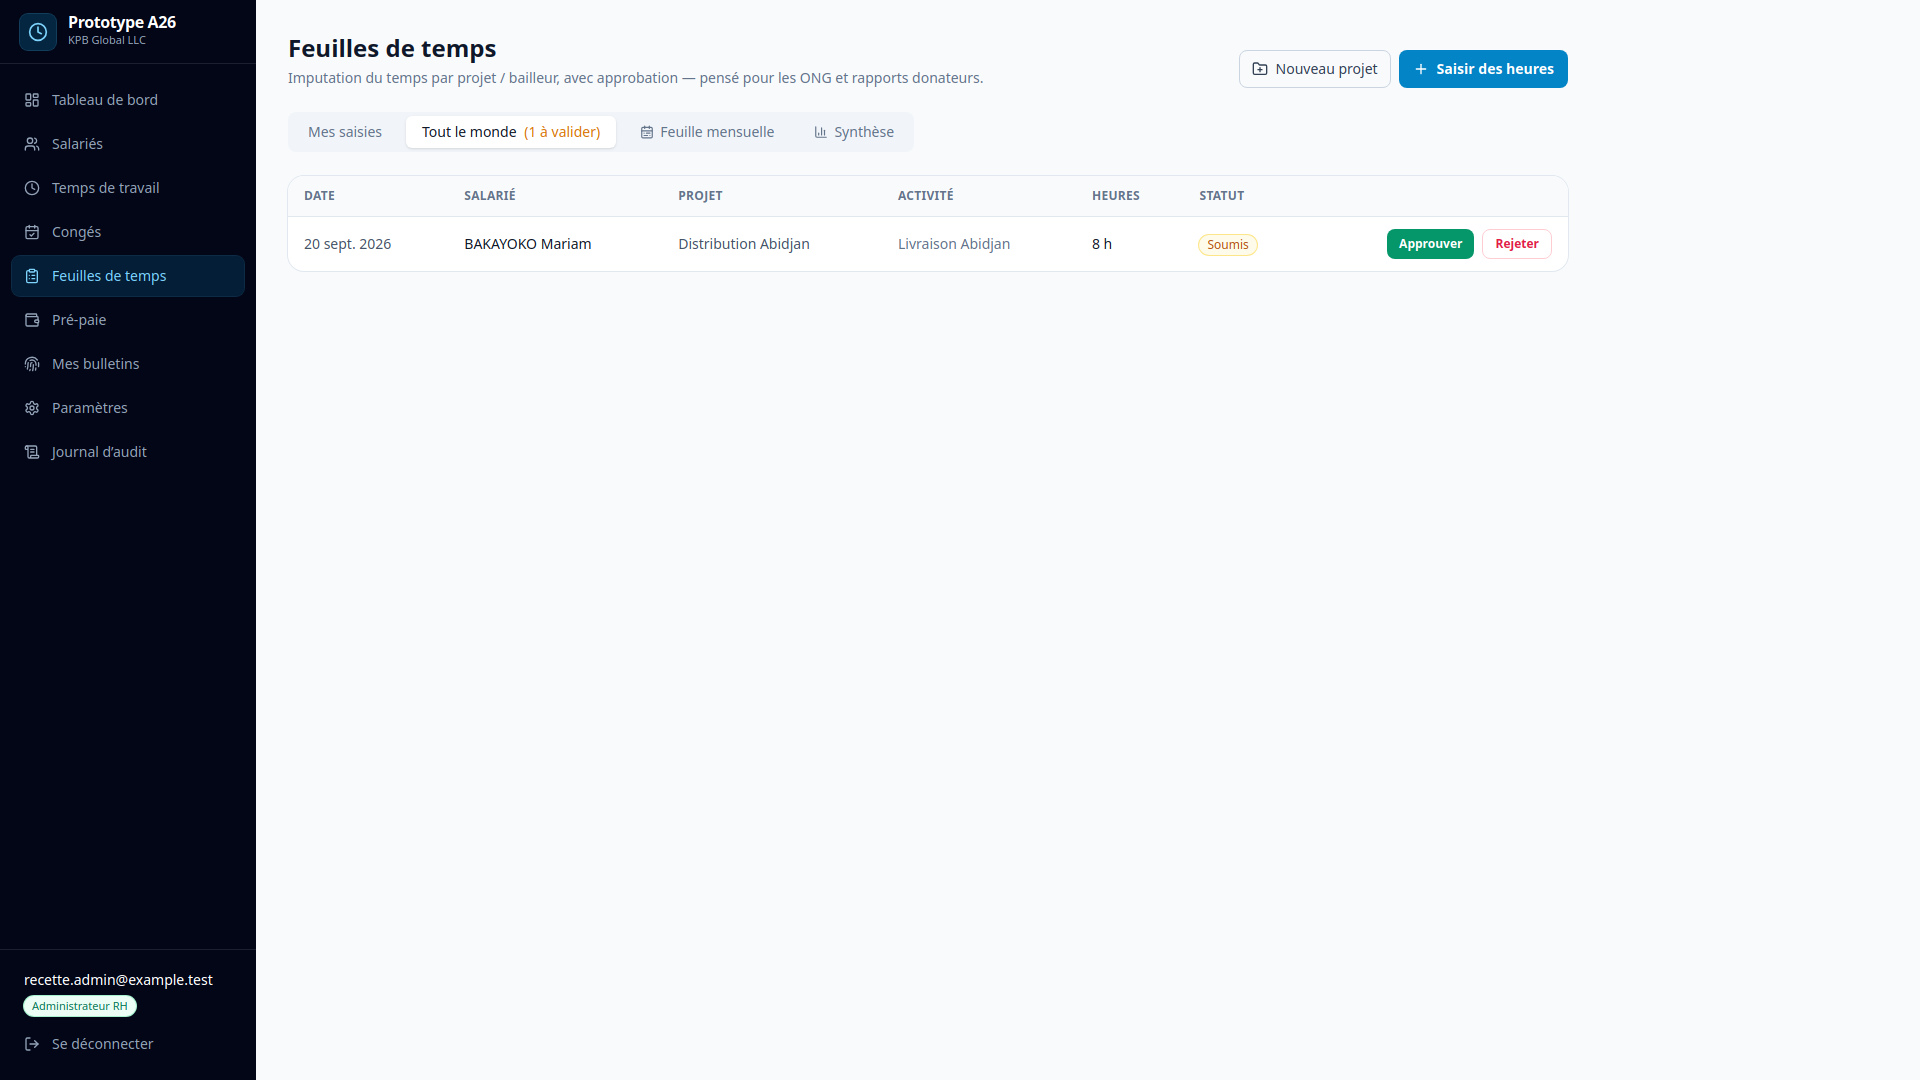 Prototype A26
KPB Global LLC
Tableau de bord
Salariés
Temps de travail
Congés
Feuilles de temps
Pré-paie
Mes bulletins
Paramètres
Journal d’audit
recette.admin@example.test
Administrateur RH
Se déconnecter
Feuilles de temps
Imputation du temps par projet / bailleur, avec approbation — pensé pour les ONG et rapports donateurs.
Nouveau projet
Saisir des heures
Mes saisies
Tout le monde (1 à valider)
Feuille mensuelle
Synthèse
DATE SALARIÉ PROJET ACTIVITÉ HEURES STATUT
20 sept. 2026 BAKAYOKO Mariam Distribution Abidjan Livraison Abidjan 8 h Soumis Approuver Rejeter